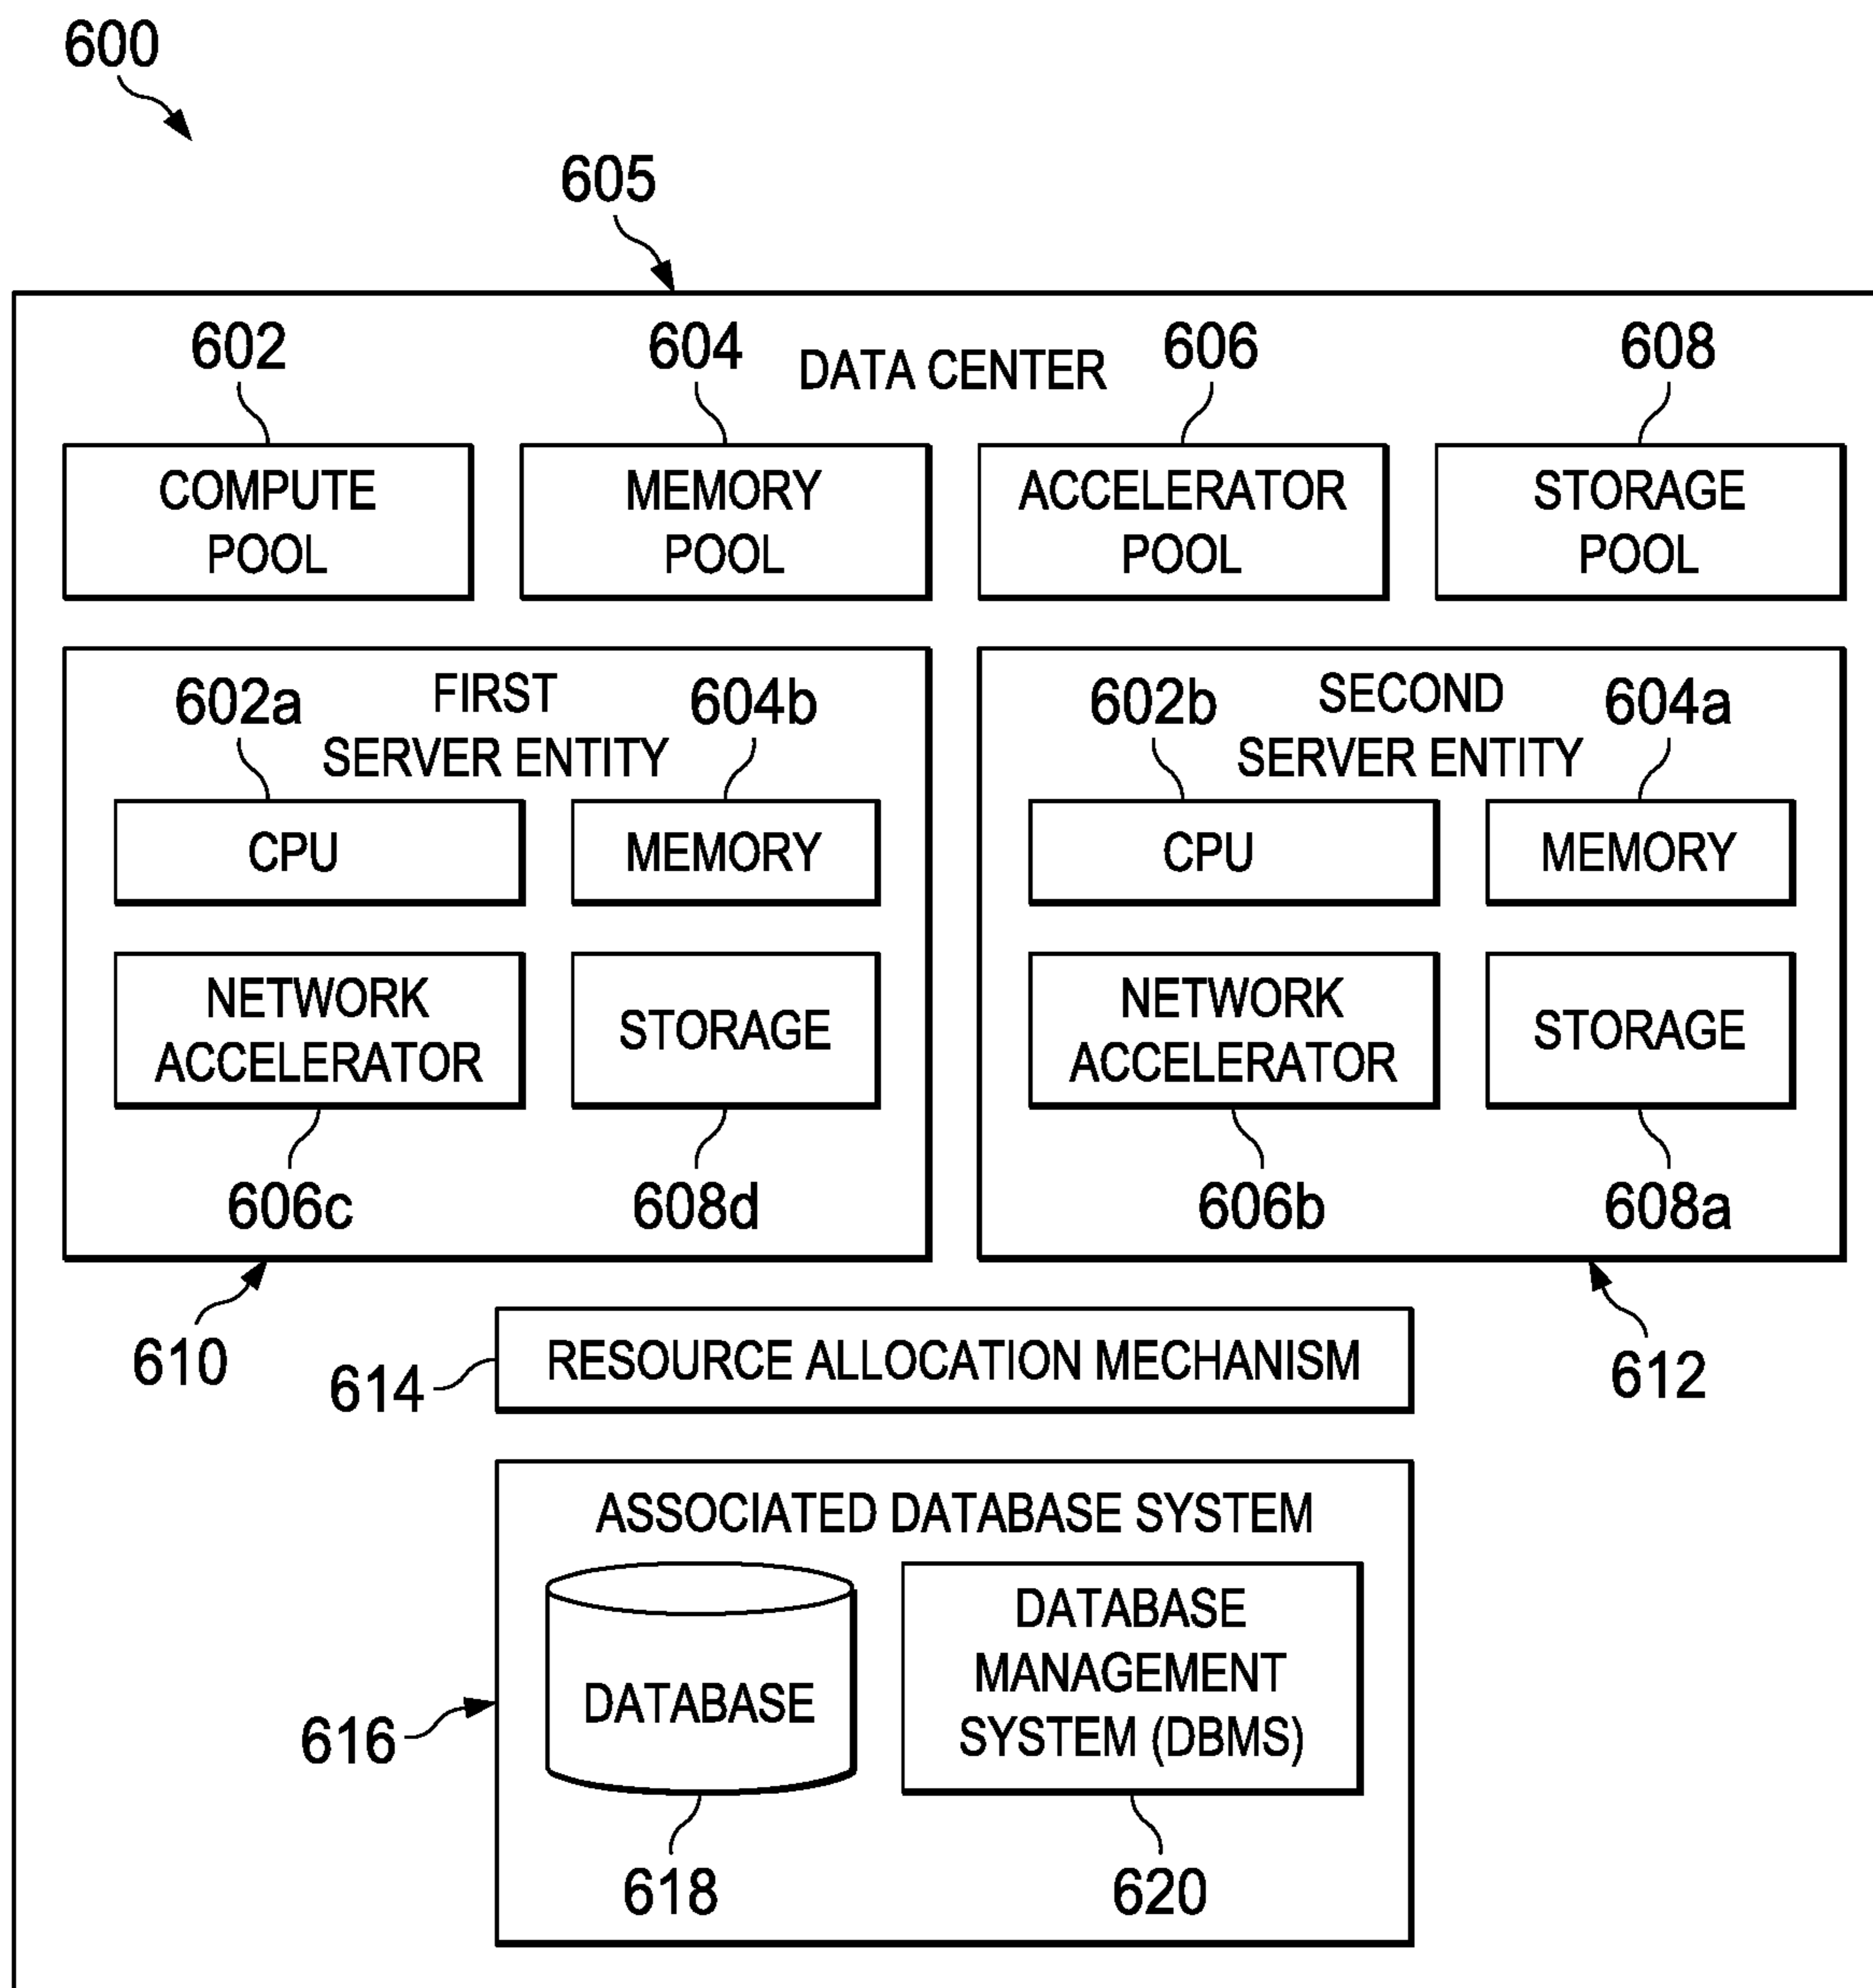 600
605
602
604
DATA CENTER
606
608
COMPUTE
POOL
MEMORY
POOL
ACCELERATOR
POOL
STORAGE
POOL
FIRST
SERVER ENTITY
602a
604b
CPU
MEMORY
NETWORK
ACCELERATOR
STORAGE
606c
608d
610
SECOND
SERVER ENTITY
602b
604a
CPU
MEMORY
NETWORK
ACCELERATOR
STORAGE
606b
608a
612
RESOURCE ALLOCATION MECHANISM
614
ASSOCIATED DATABASE SYSTEM
DATABASE
DATABASE
MANAGEMENT
SYSTEM (DBMS)
616
618
620